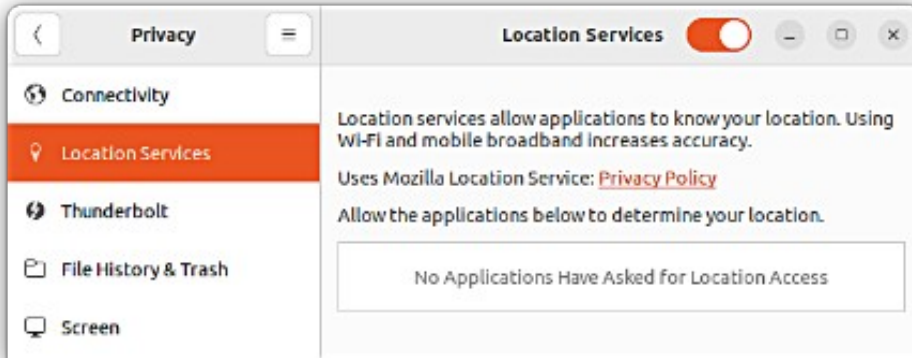 Privacy
Location Services
Connectivity
Location Services
Thunderbolt
File History & Trash
Screen
Location services allow applications to know your location. Using
Wi-Fi and mobile broadband increases accuracy.
Uses Mozilla Location Service: Privacy Policy
Allow the applications below to determine your location.
No Applications Have Asked for Location Access